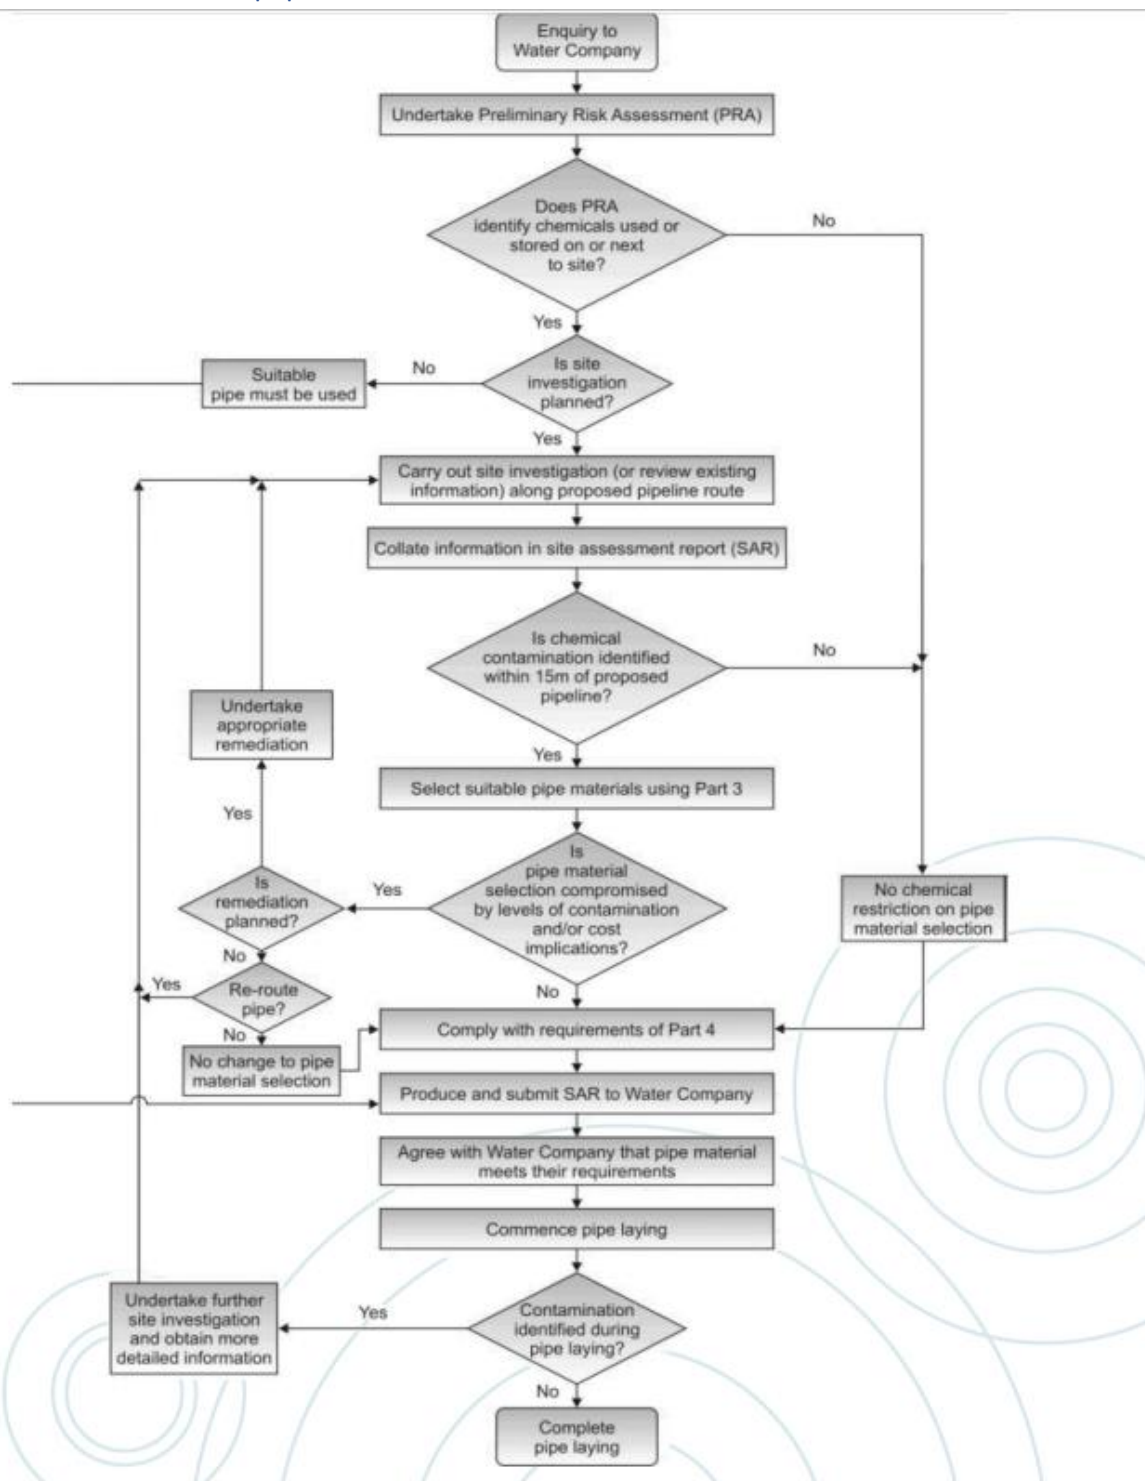 Enquiry to
Water Company
Undertake Preliminary Risk Assessment (PRA)
Does PRA
identify chemicals used or
stored on or next
to site?
No
Yes
Is site
investigation
planned?
No
Suitable
pipe must be used
Yes
Carry out site investigation (or review existing
information) along proposed pipeline route
Collate information in site assessment report (SAR)
Is chemical
contamination identified
within 15m of proposed
pipeline?
No
Undertake
appropriate
remediation
Yes
Select suitable pipe materials using Part 3
Yes
Is
pipe material
selection compromised
by levels of contamination
and/or cost
implications?
Yes
Is
remediation
planned?
No chemical
restriction on pipe
material selection
No
Yes
Re-route
pipe?
No
No
Comply with requirements of Part 4
No change to pipe
material selection
Produce and submit SAR to Water Company
Agree with Water Company that pipe material
meets their requirements
Commence pipe laying
Contamination
identified during
pipe laying?
Yes
Undertake further
site investigation
and obtain more
detailed information
No
Complete
pipe laying